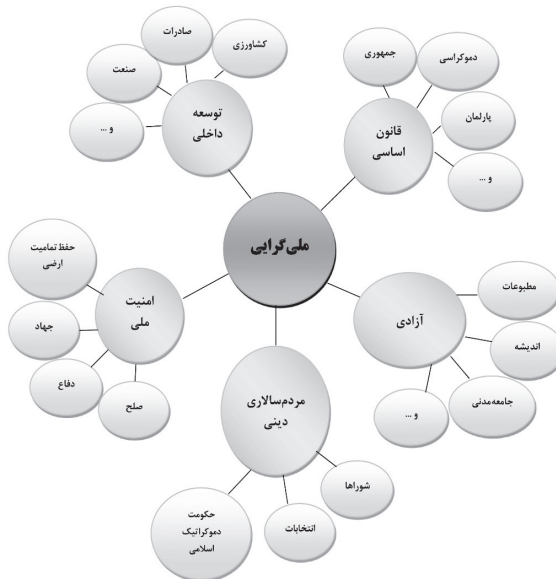 ملی‌گرایی
قانون
اساسی
جمهوری
دموکراسی
پارلمان
و ...
توسعه
داخلی
کشاورزی
صادرات
صنعت
و ...
آزادی
مطبوعات
اندیشه
جامعه‌مدنی
و ...
امنیت
ملی
حفظ تمامیت
ارضی
جهاد
دفاع
صلح
مردم‌سالاری
دینی
شوراها
انتخابات
حکومت
دموکراتیک
اسلامی